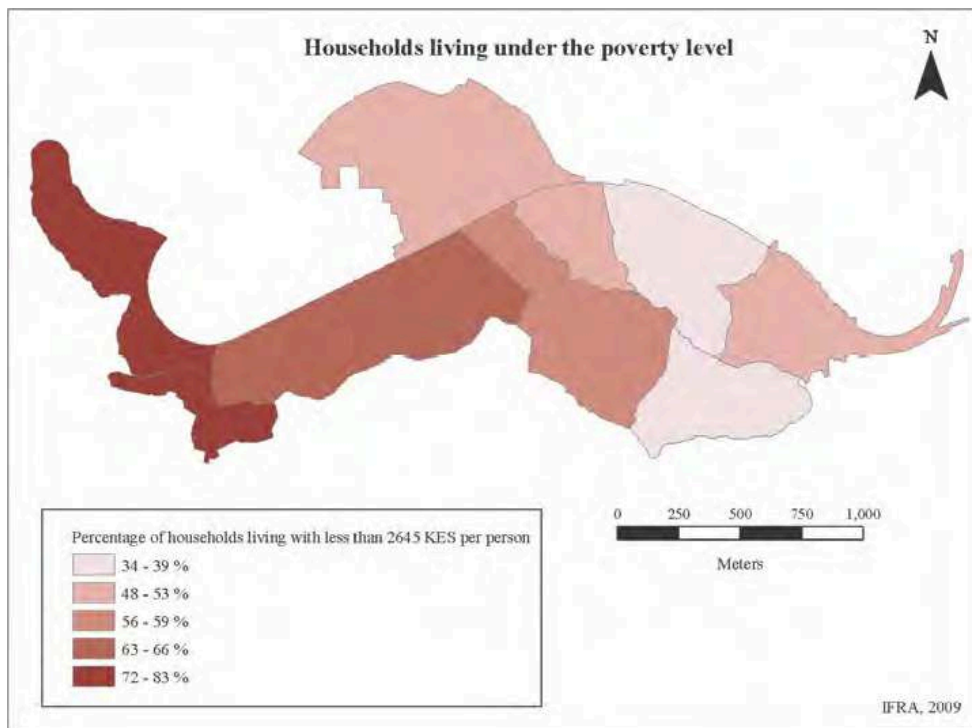 Households living under the poverty level
N
0 250 500 750 1,000
Meters
Percentage of households living with less than 2645 KES per person
34 - 39 %
48 - 53 %
56 - 59 %
63 - 66 %
72 - 83 %
IFRA, 2009